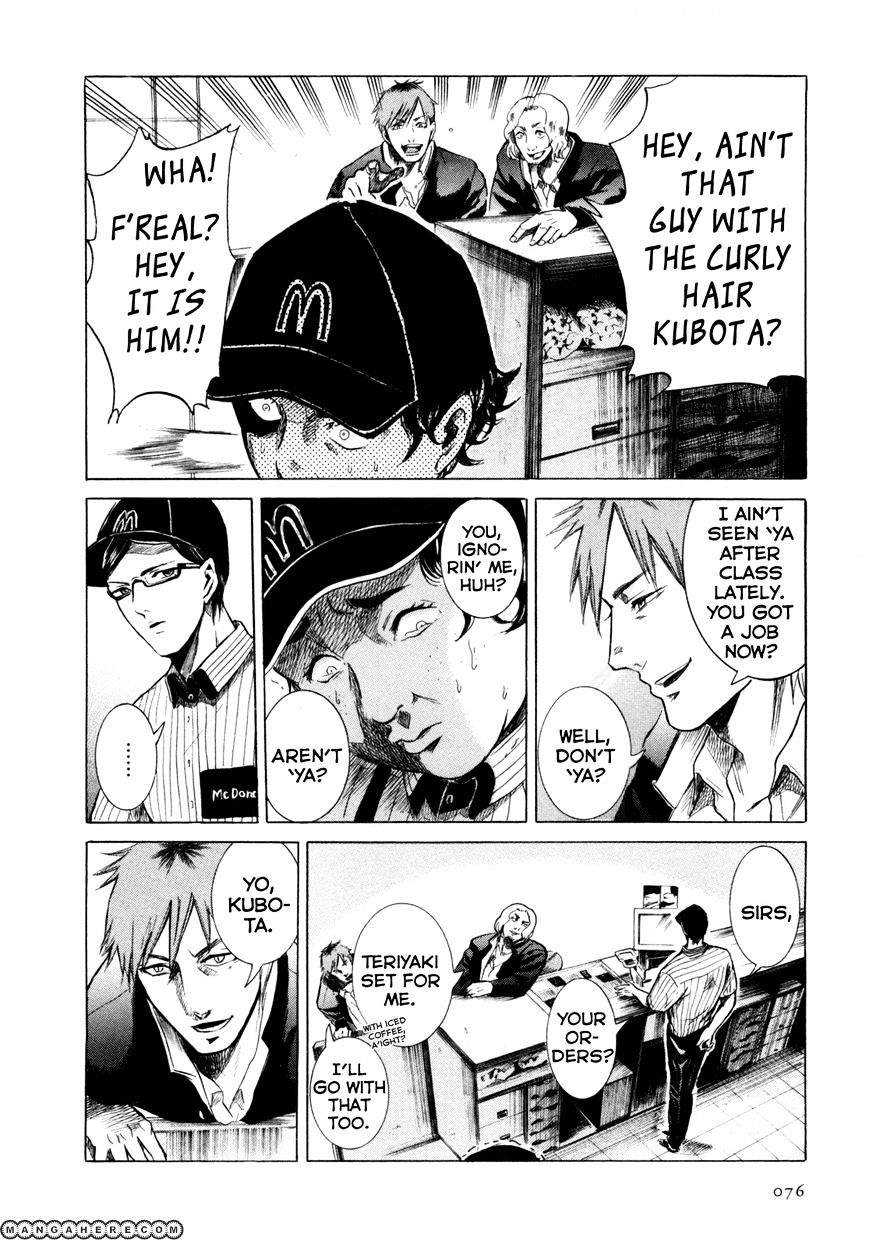 HEY, AIN'T
THAT
GUY WITH
THE CURLY
HAIR
KUBOTA?
WHA!
F'REAL?
HEY,
IT IS
HIM!!
M
I AIN'T
SEEN 'YA
AFTER
CLASS
LATELY.
YOU GOT
A JOB
NOW?
WELL,
DON'T
'YA?
YOU,
IGNO-
RIN' ME,
HUH?
AREN'T
'YA?
......
Mc Dona
SIRS,
YOUR
OR-
DERS?
TERIYAKI
SET FOR
ME.
WITH ICED
COFFEE,
A'IGHT?
I'LL
GO WITH
THAT
TOO.
YO,
KUBO-
TA.
076
MANGAHERE.COM